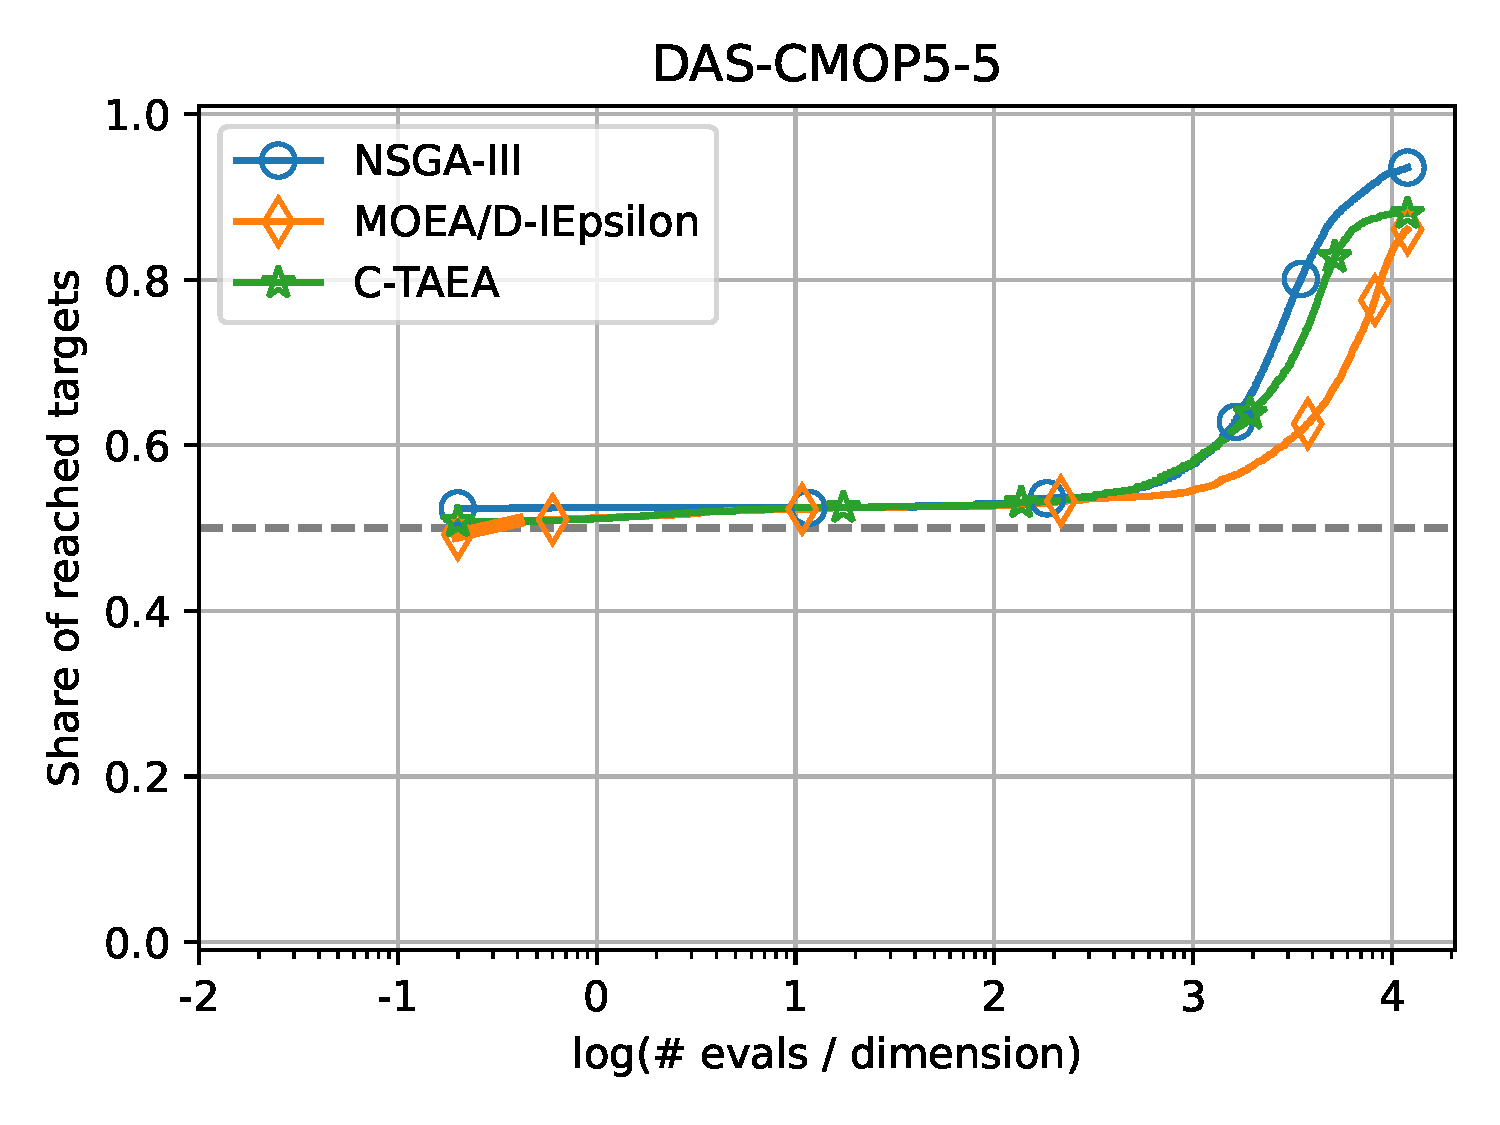 DAS-CMOP5-5
NSGA-III
MOEA/D-IEpsilon
C-TAEA
Share of reached targets
1.0
0.8
0.6
0.4
0.2
0.0
-2 -1 0 1 2 3 4
log(# evals / dimension)